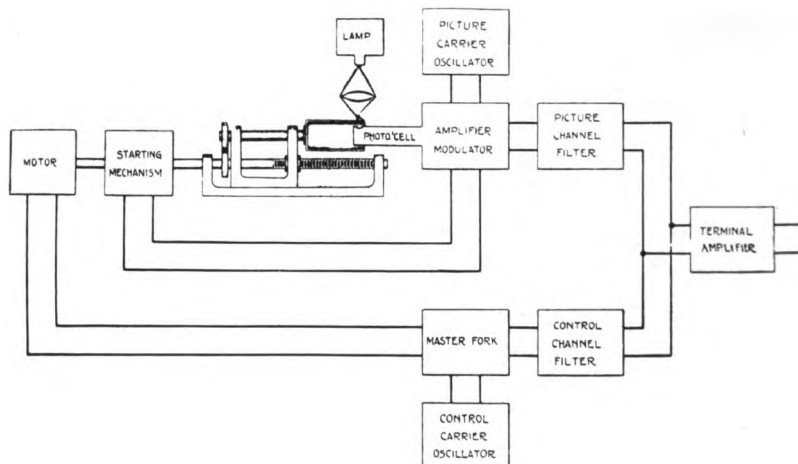 LAMP
PICTURE
CARRIER
OSCILLATOR
MOTOR
STARTING
MECHANISM
PHOTO CELL
AMPLIFIER
MODULATOR
PICTURE
CHANNEL
FILTER
TERMINAL
AMPLIFIER
MASTER FORK
CONTROL
CHANNEL
FILTER
CONTROL
CARRIER
OSCILLATOR